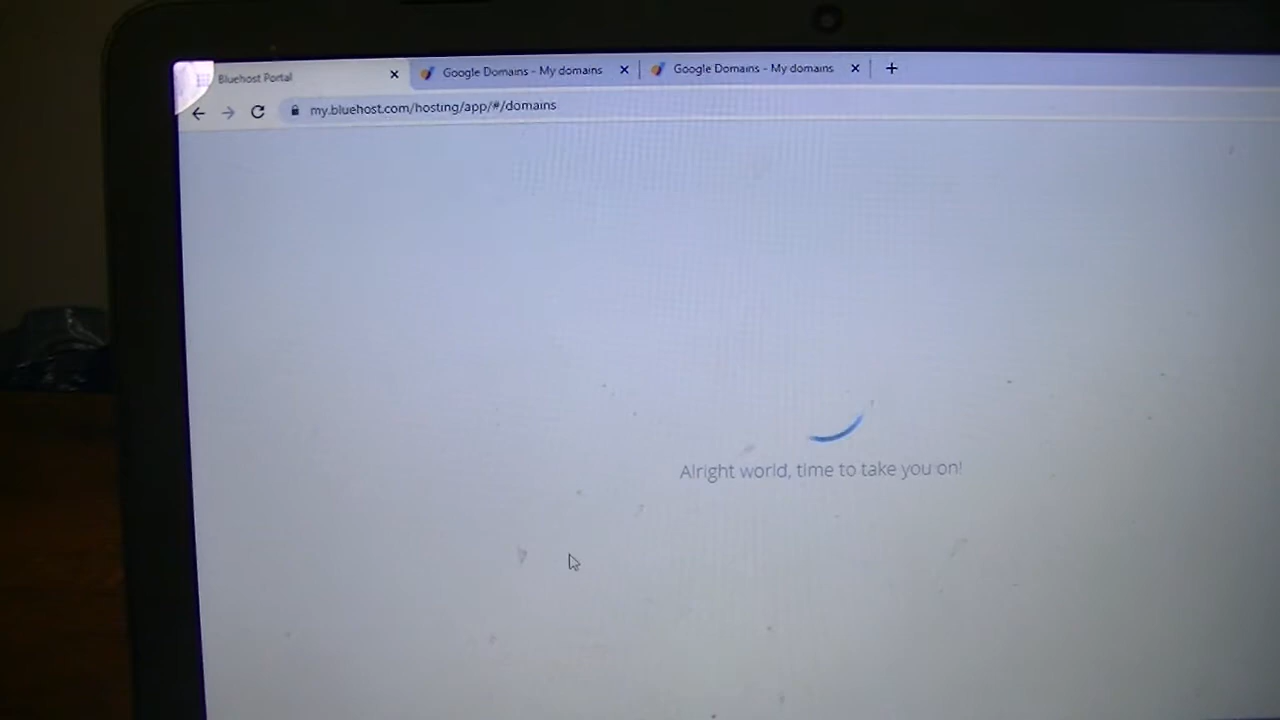 Bluehost Portal
Google Domains - My domains
Google Domains - My domains
my.bluehost.com/hosting/app/#/domains
Alright world, time to take you on!